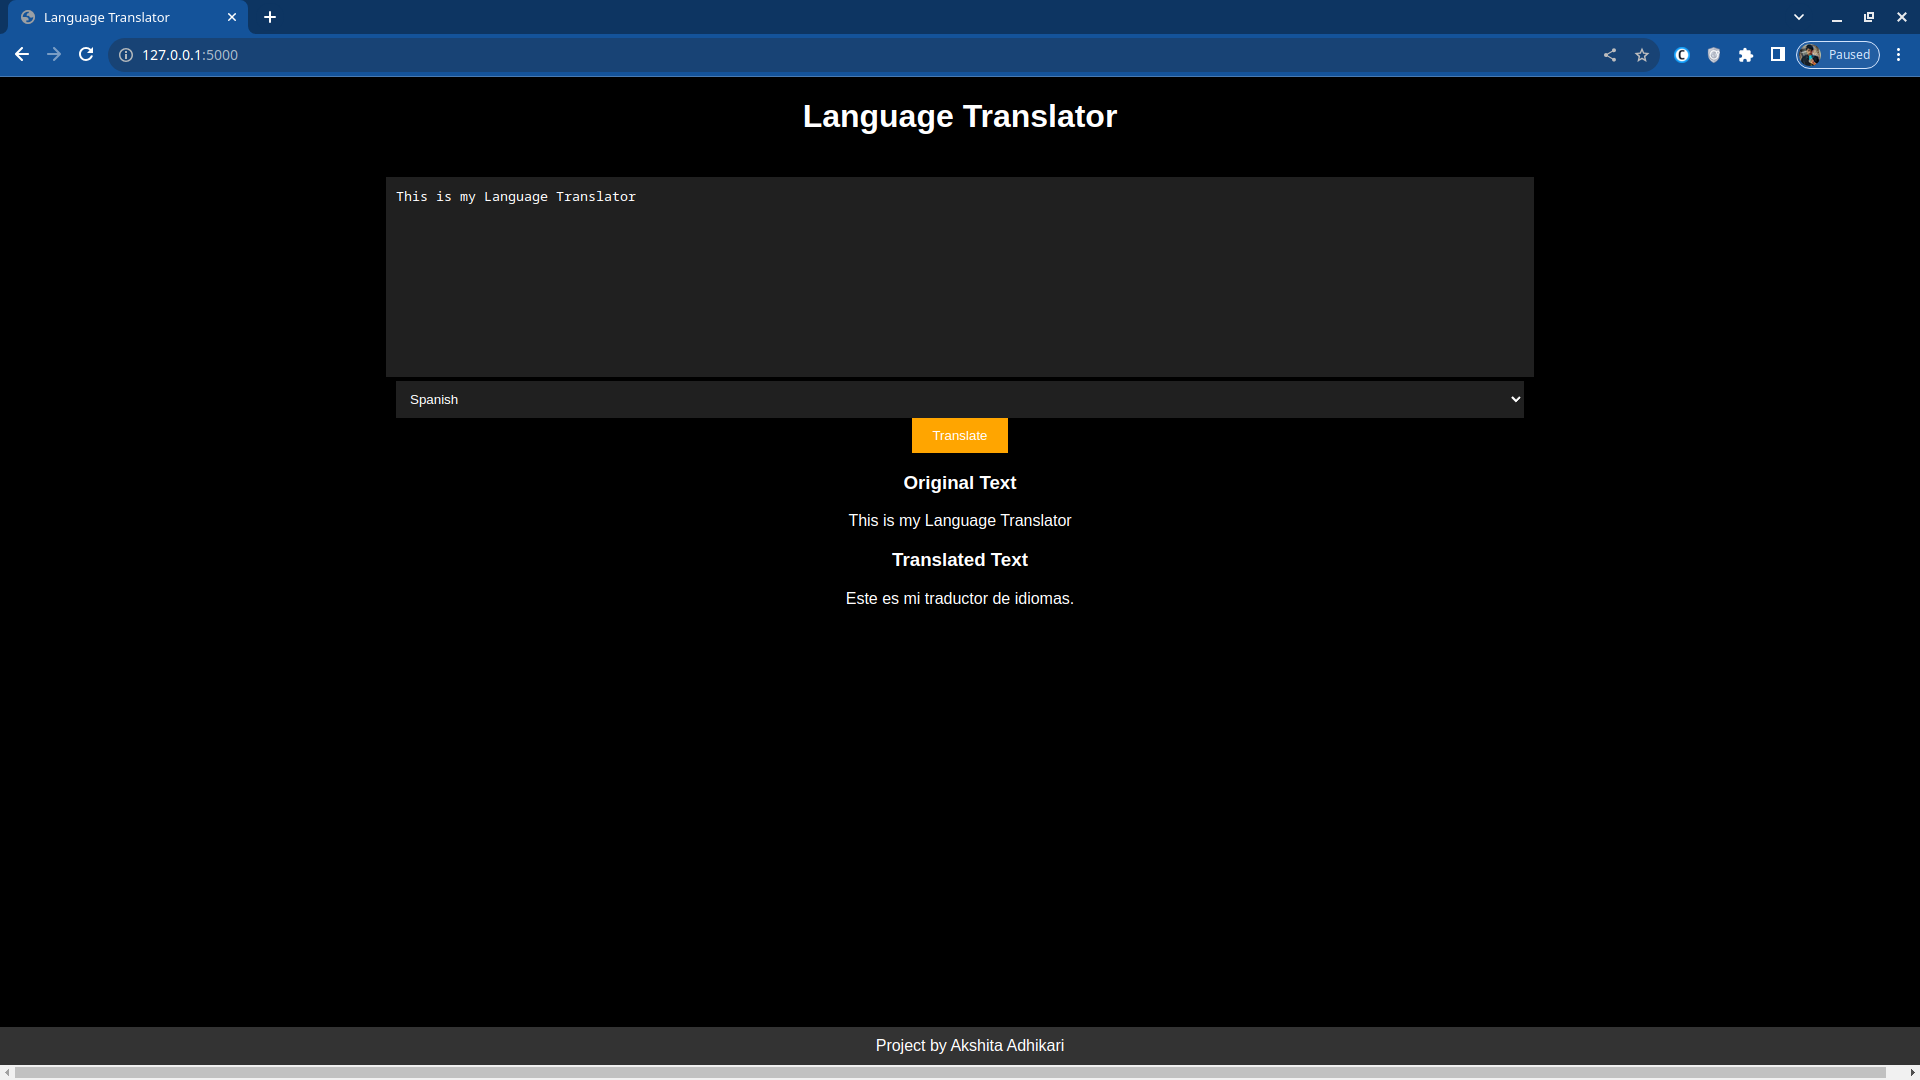 Language Translator
127.0.0.1:5000
Paused
Language Translator
This is my Language Translator
Spanish
Translate
Original Text
This is my Language Translator
Translated Text
Este es mi traductor de idiomas.
Project by Akshita Adhikari